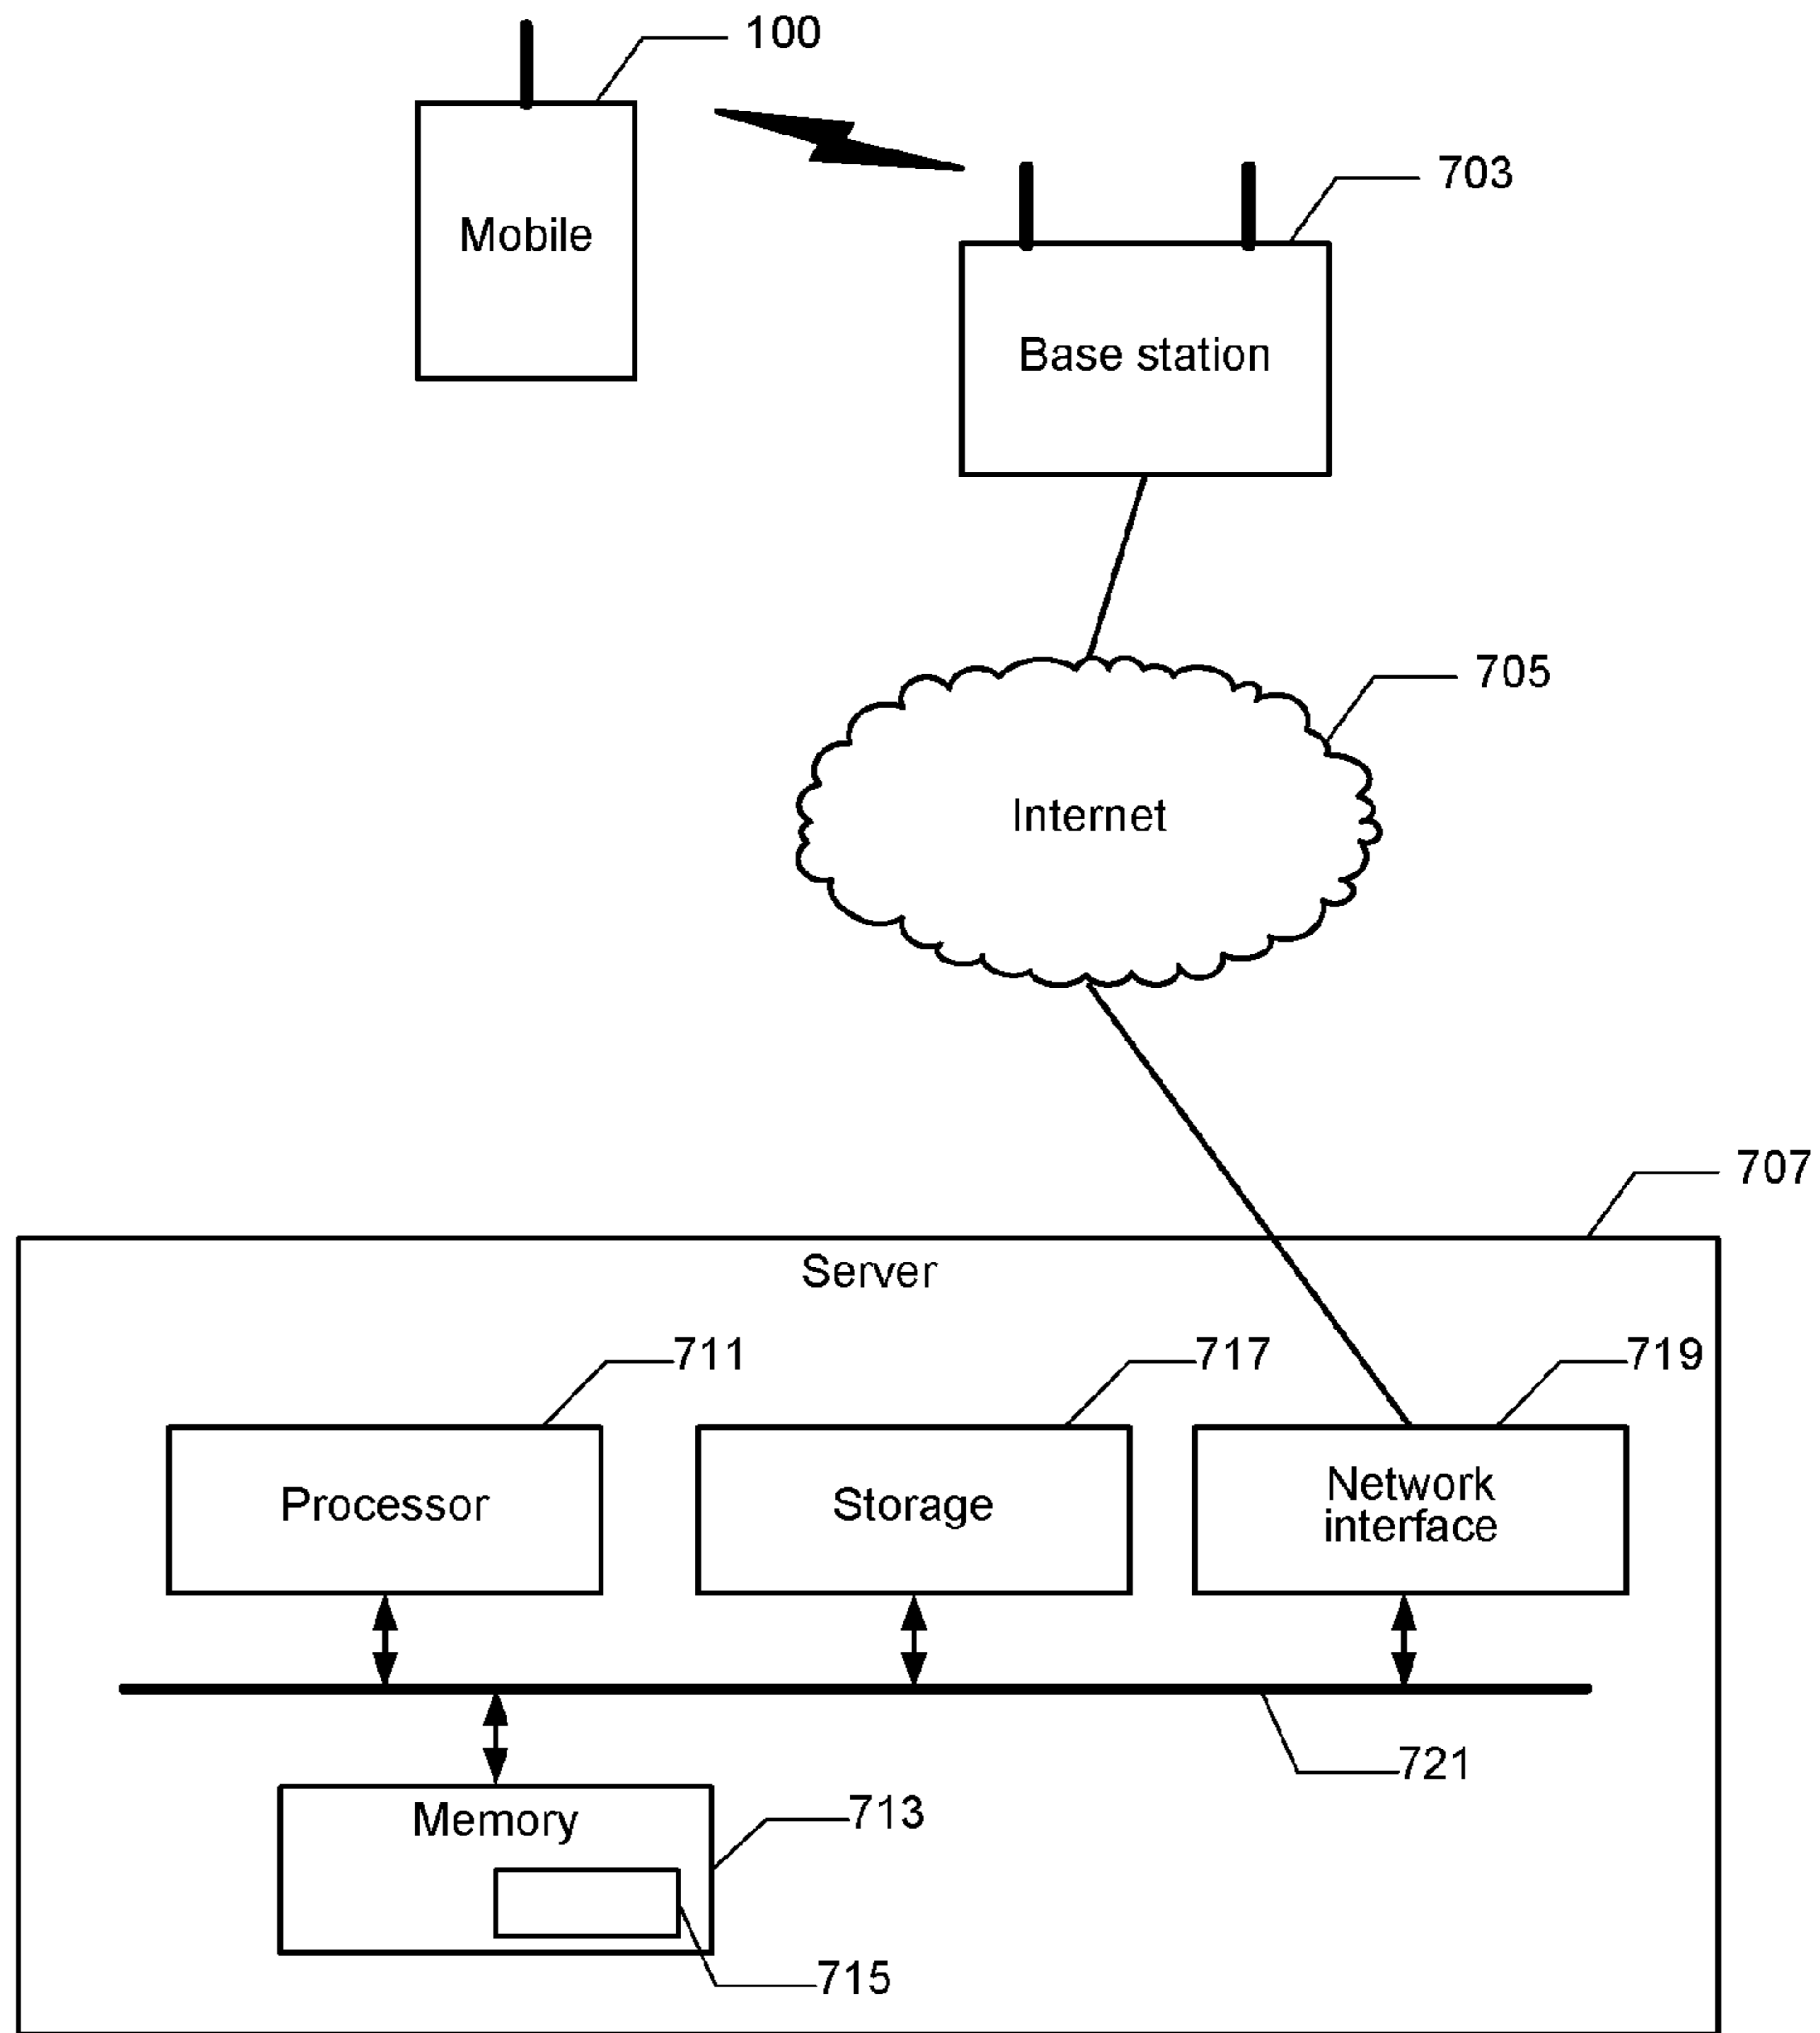 100
Mobile
703
Base station
705
Internet
707
Server
711
717
719
Processor
Storage
Network
interface
721
Memory
713
715